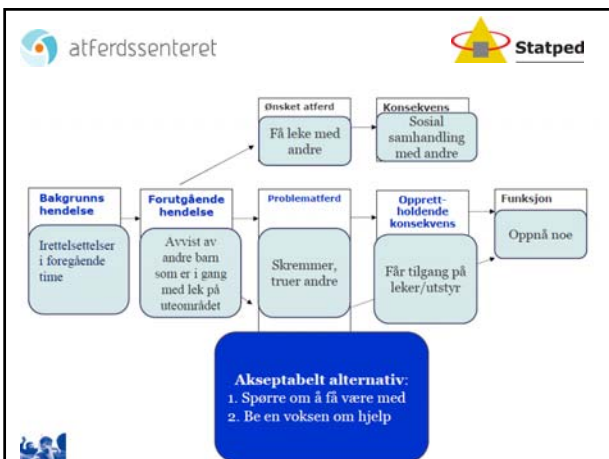 atferdssenteret
Statped
Ønsket atferd
Få leke med
andre
Konsekvens
Sosial
samhandling
med andre
Bakgrunns
hendelse
Irettelsettelser
i foregående
time
Forutgående
hendelse
Avvist av
andre barn
som er i gang
med lek på
uteområdet
Problematferd
Skremmer,
truer andre
Opprett-
holdende
konsekvens
Får tilgang på
leker/utstyr
Funksjon
Oppnå noe
Akseptabelt alternativ:
1. Spørre om å få være med
2. Be en voksen om hjelp